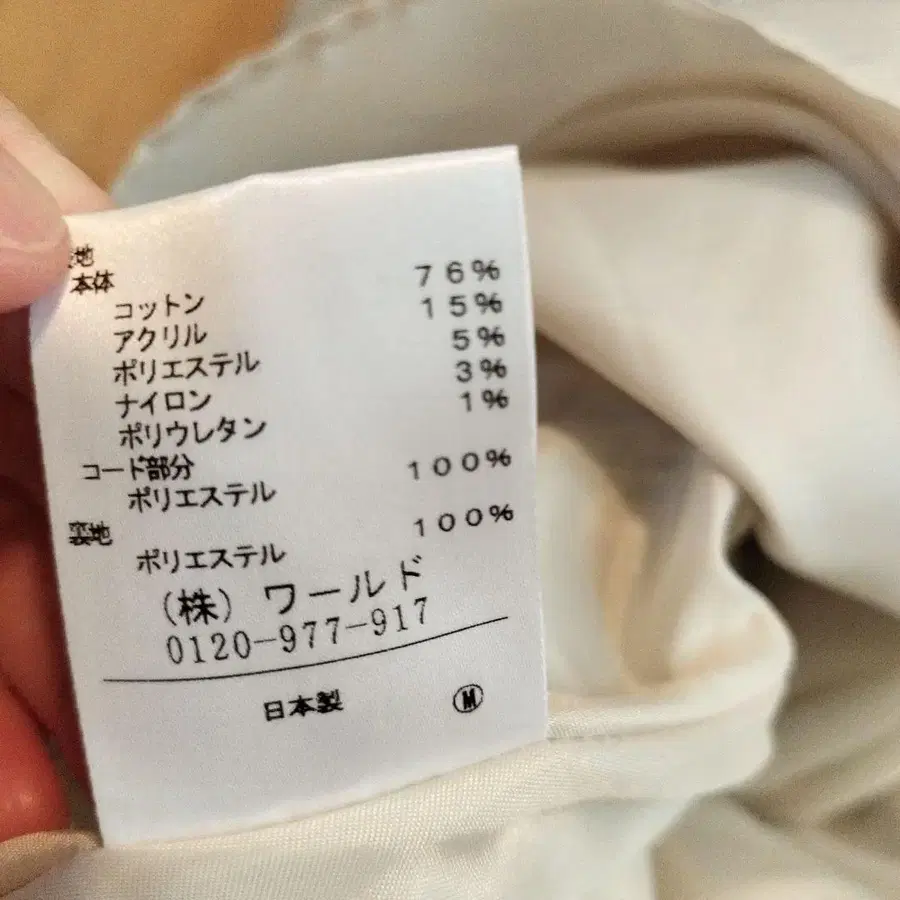 表地
本体
コットン 76%
アクリル 15%
ポリエステル 5%
ナイロン 3%
ポリウレタン 1%
コード部分
ポリエステル 100%
裏地
ポリエステル 100%
(株) ワールド
0120-977-917
日本製 Ⓜ